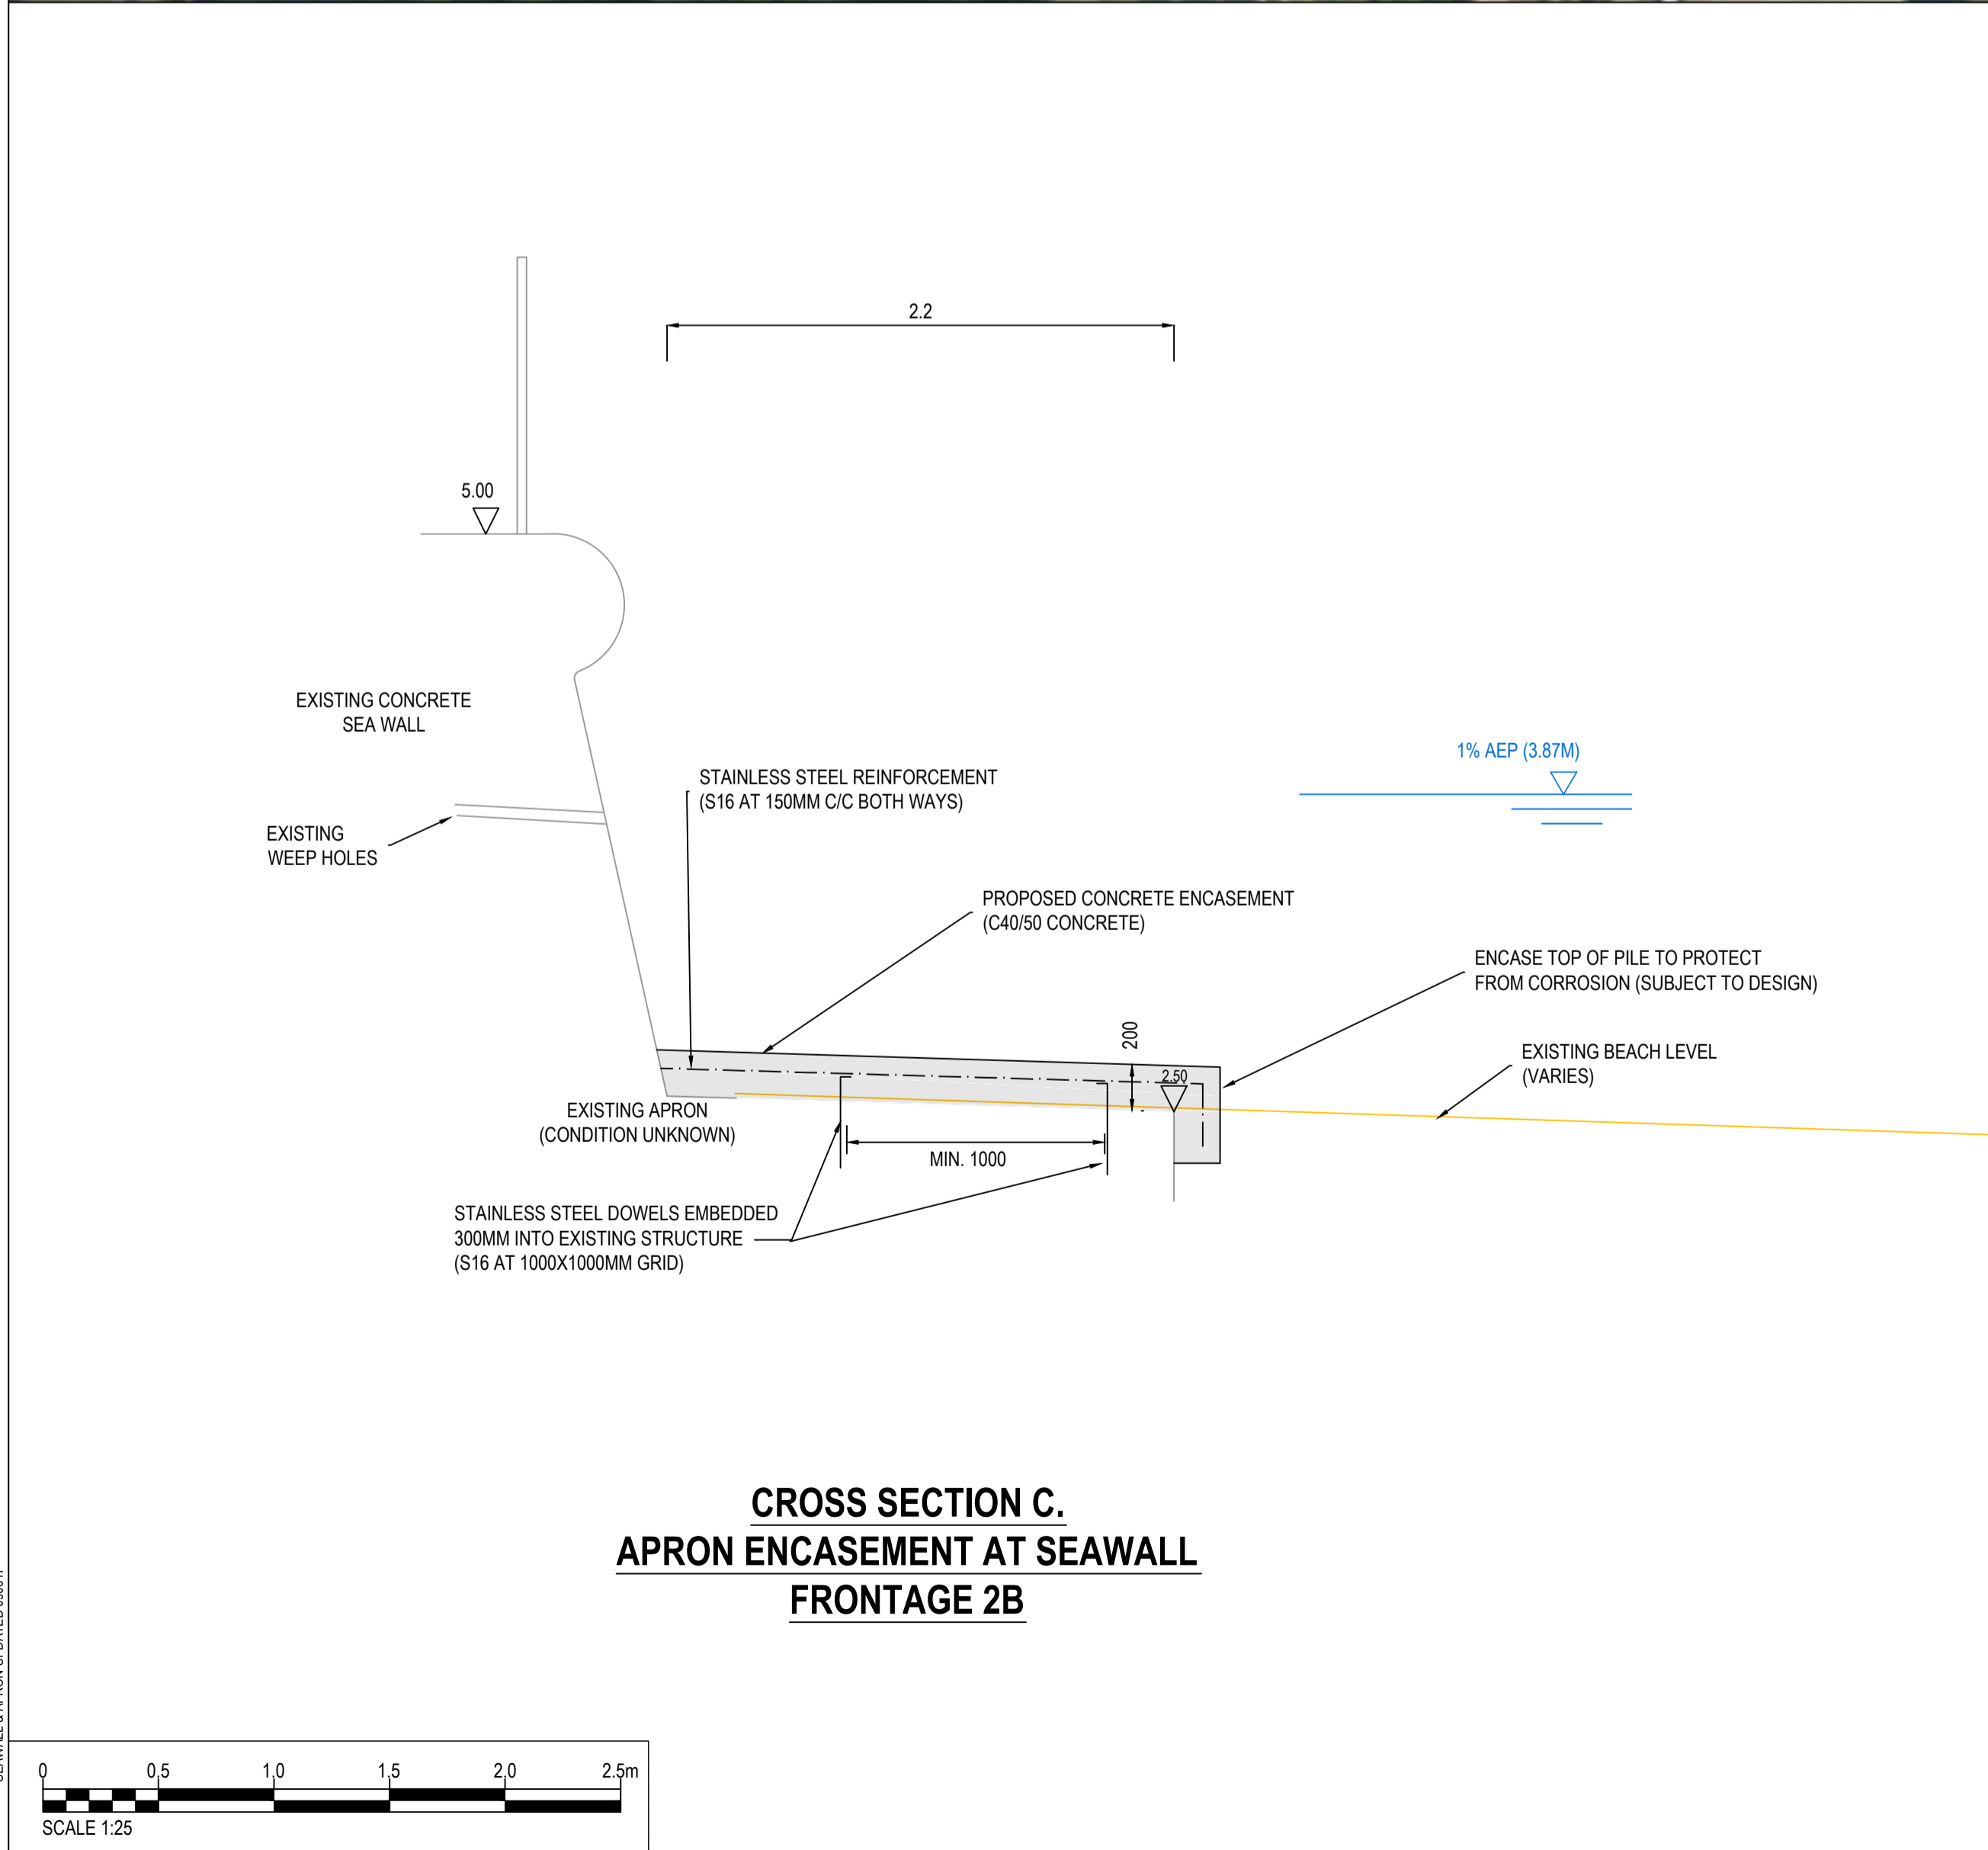 2.2
5.00
EXISTING CONCRETE
SEA WALL
1% AEP (3.87M)
STAINLESS STEEL REINFORCEMENT
(S16 AT 150MM C/C BOTH WAYS)
EXISTING
WEEP HOLES
PROPOSED CONCRETE ENCASEMENT
(C40/50 CONCRETE)
ENCASE TOP OF PILE TO PROTECT
FROM CORROSION (SUBJECT TO DESIGN)
200
2.50
EXISTING BEACH LEVEL
(VARIES)
EXISTING APRON
(CONDITION UNKNOWN)
MIN. 1000
STAINLESS STEEL DOWELS EMBEDDED
300MM INTO EXISTING STRUCTURE
(S16 AT 1000X1000MM GRID)
CROSS SECTION C.
APRON ENCASEMENT AT SEAWALL
FRONTAGE 2B
0 0.5 1.0 1.5 2.0 2.5m
SCALE 1:25